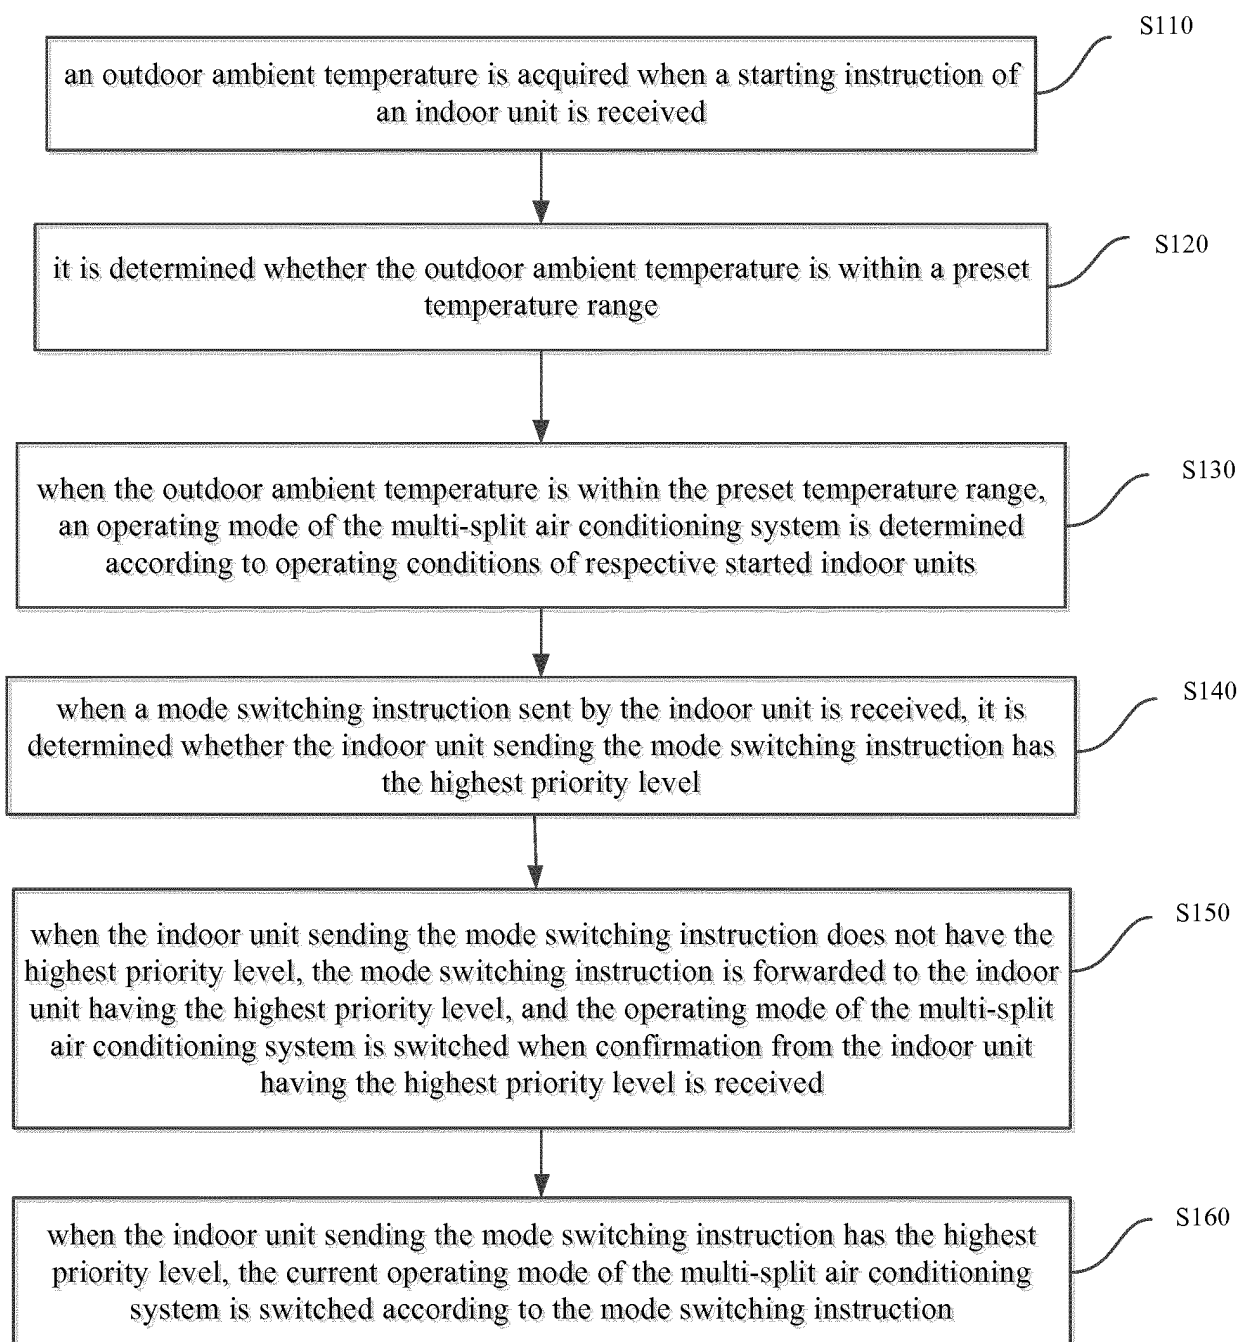 S110
an outdoor ambient temperature is acquired when a starting instruction of
an indoor unit is received
S120
it is determined whether the outdoor ambient temperature is within a preset
temperature range
S130
when the outdoor ambient temperature is within the preset temperature range,
an operating mode of the multi-split air conditioning system is determined
according to operating conditions of respective started indoor units
S140
when a mode switching instruction sent by the indoor unit is received, it is
determined whether the indoor unit sending the mode switching instruction has
the highest priority level
S150
when the indoor unit sending the mode switching instruction does not have the
highest priority level, the mode switching instruction is forwarded to the indoor
unit having the highest priority level, and the operating mode of the multi-split
air conditioning system is switched when confirmation from the indoor unit
having the highest priority level is received
S160
when the indoor unit sending the mode switching instruction has the highest
priority level, the current operating mode of the multi-split air conditioning
system is switched according to the mode switching instruction